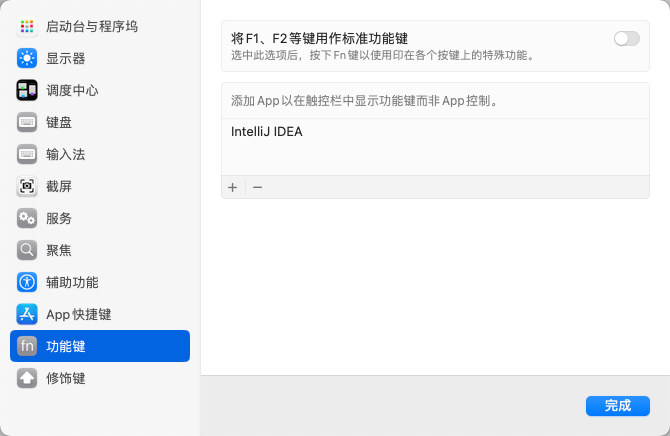 启动台与程序坞
显示器
调度中心
键盘
输入法
截屏
服务
聚焦
辅助功能
App 快捷键
fn 功能键
修饰键
将 F1、F2 等键用作标准功能键
选中此选项后，按下 Fn 键以使用印在各个按键上的特殊功能。
添加 App 以在触控栏中显示功能键而非 App 控制。
IntelliJ IDEA
+ −
完成